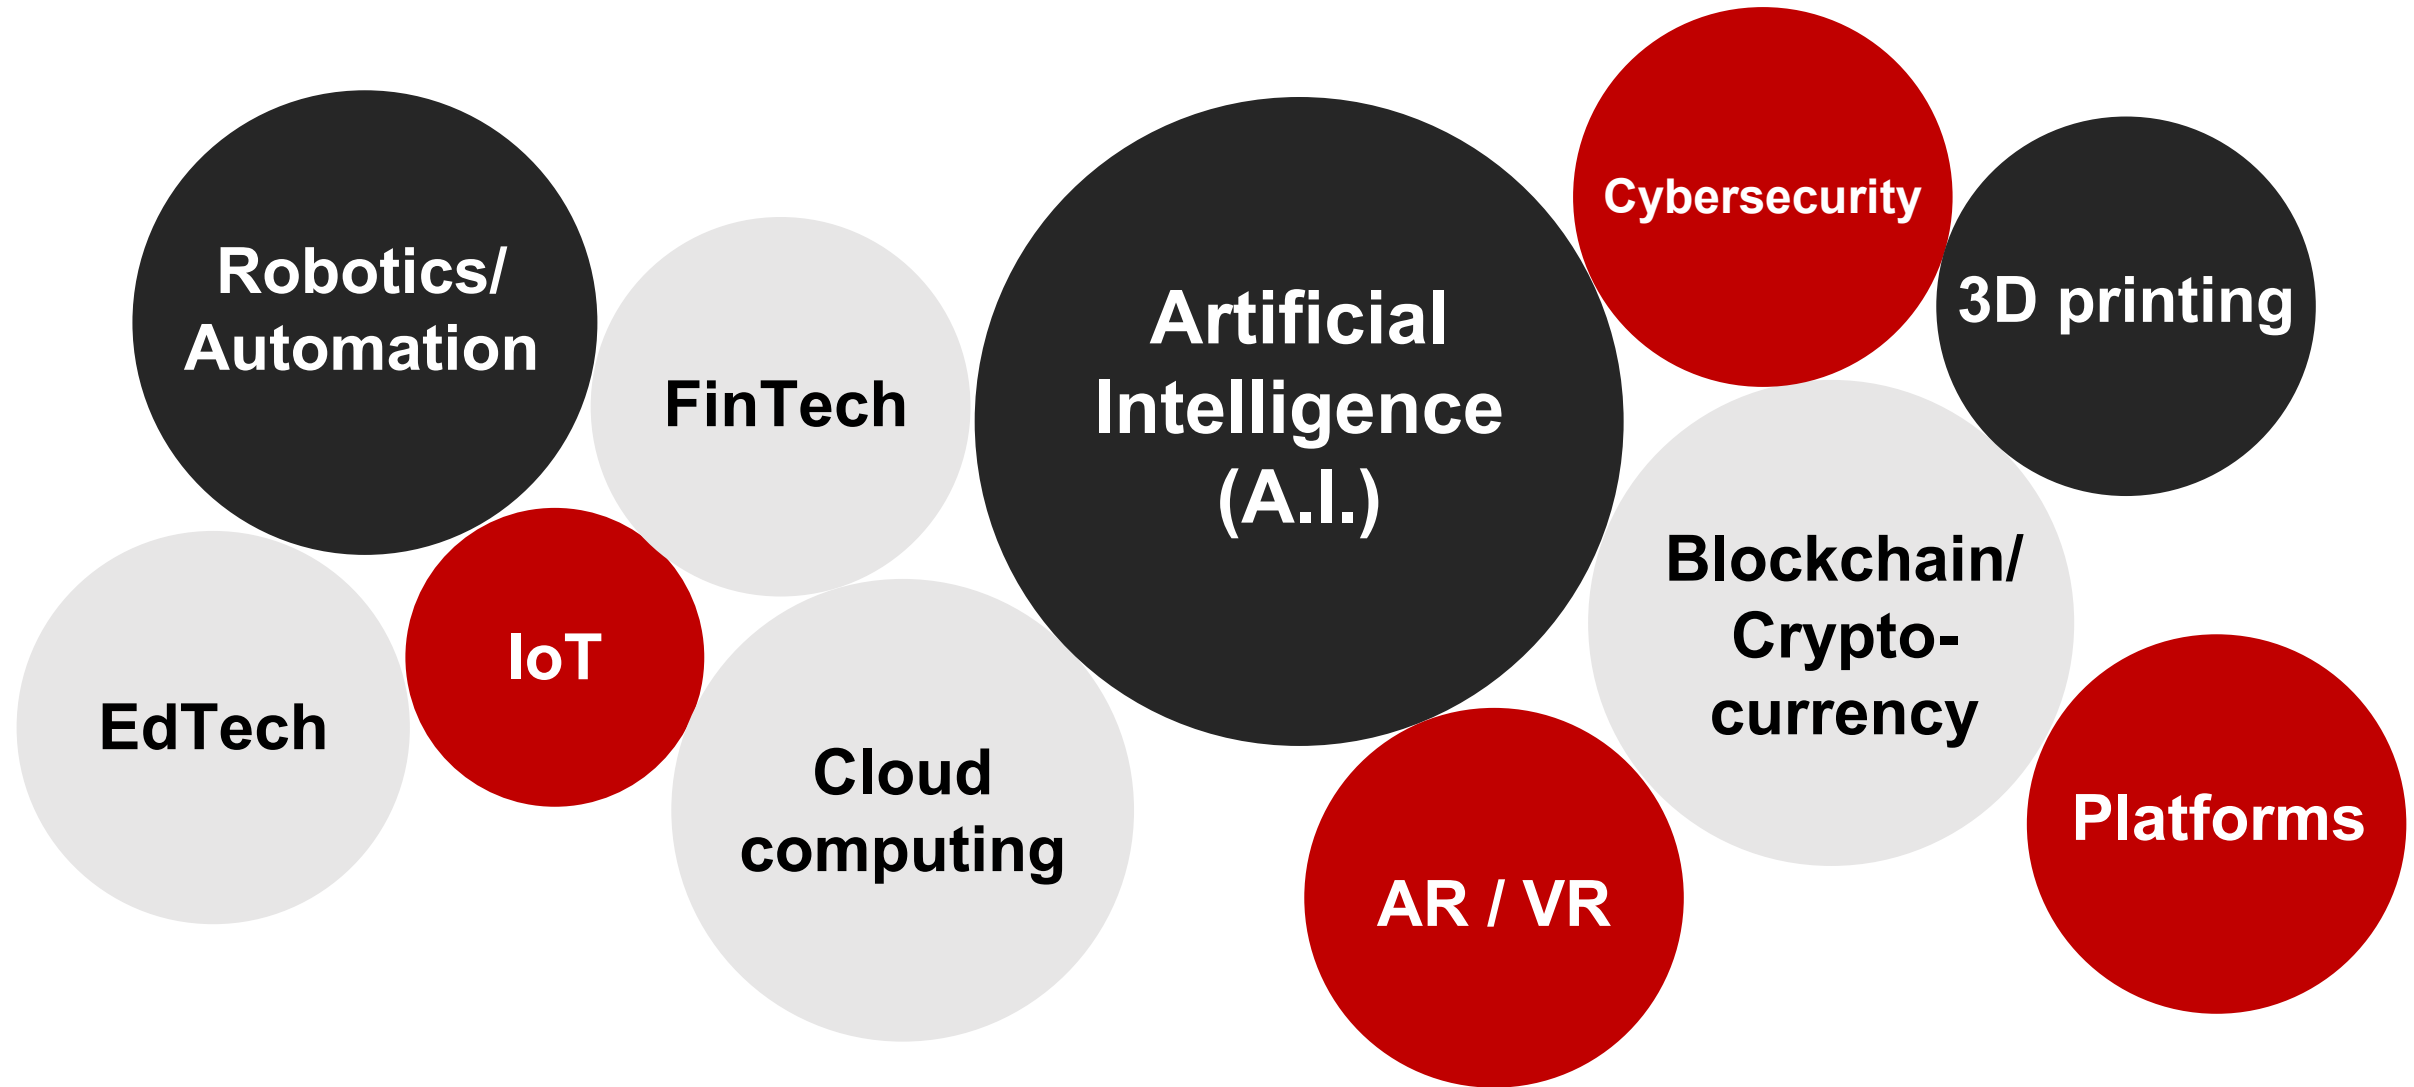 Robotics/
Automation
FinTech
Artificial
Intelligence
(A.I.)
Cybersecurity
3D printing
EdTech
IoT
Cloud
computing
Blockchain/
Crypto-
currency
AR / VR
Platforms